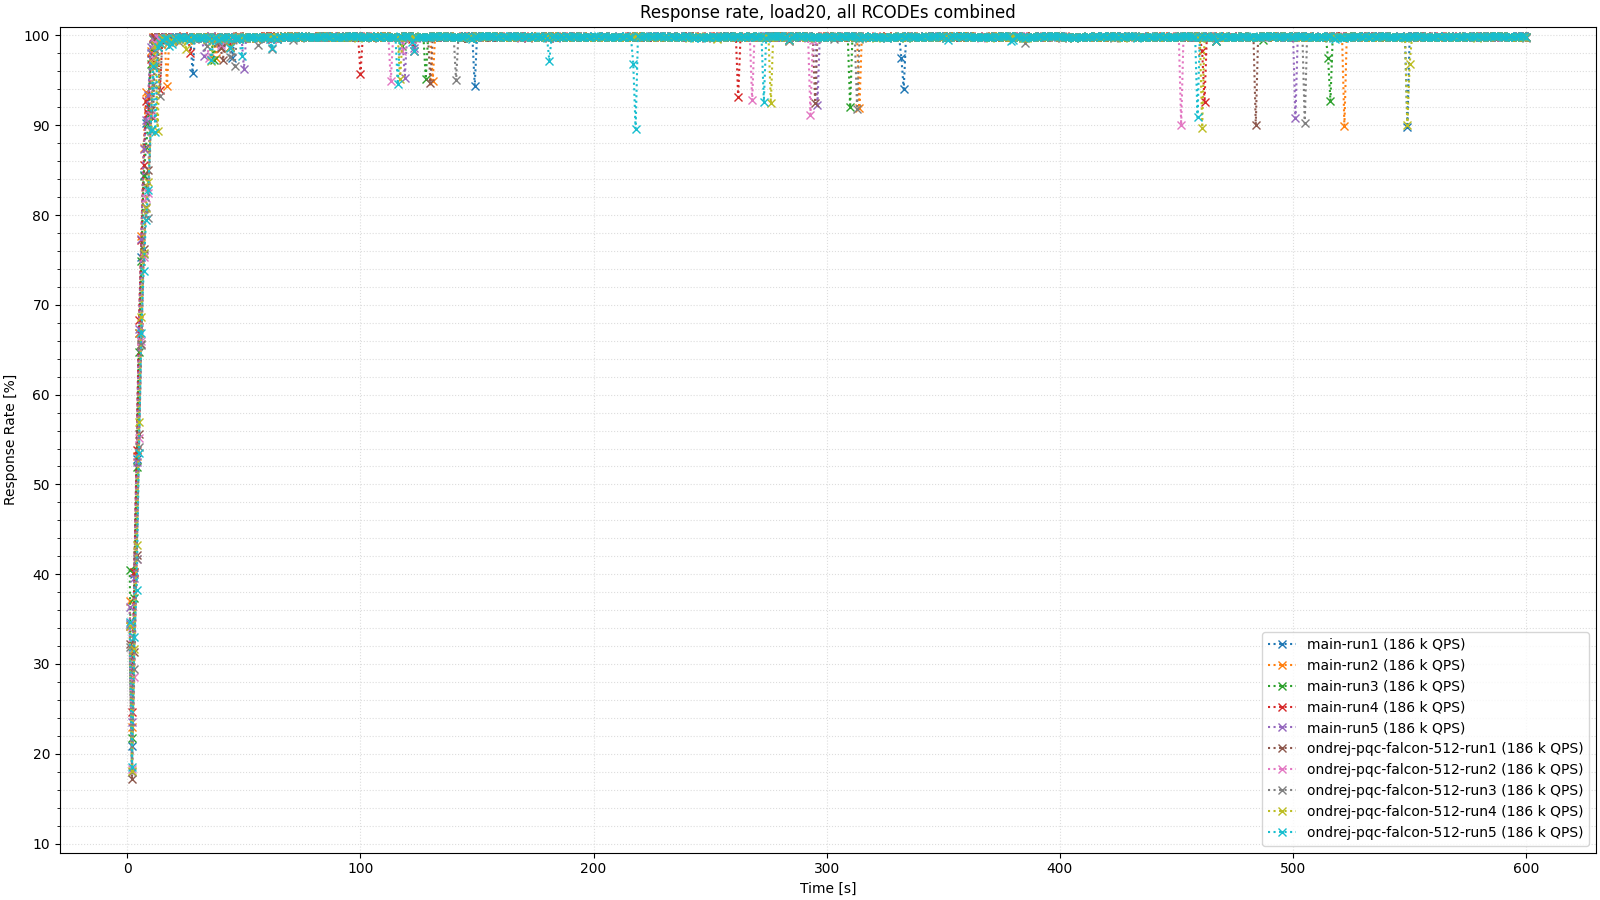 Response rate, load20, all RCODEs combined
Response Rate [%]
100
90
80
70
60
50
40
30
20
10
main-run1 (186 k QPS)
main-run2 (186 k QPS)
main-run3 (186 k QPS)
main-run4 (186 k QPS)
main-run5 (186 k QPS)
ondrej-pqc-falcon-512-run1 (186 k QPS)
ondrej-pqc-falcon-512-run2 (186 k QPS)
ondrej-pqc-falcon-512-run3 (186 k QPS)
ondrej-pqc-falcon-512-run4 (186 k QPS)
ondrej-pqc-falcon-512-run5 (186 k QPS)
0 100 200 300 400 500 600
Time [s]